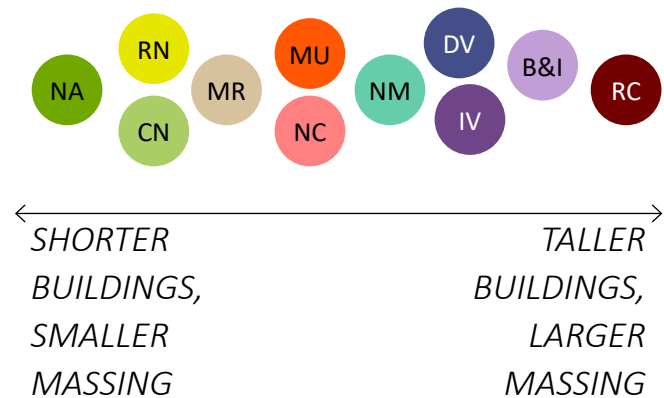 NA
RN
CN
MR
MU
NC
NM
DV
IV
B&I
RC
SHORTER
BUILDINGS,
SMALLER
MASSING
TALLER
BUILDINGS,
LARGER
MASSING